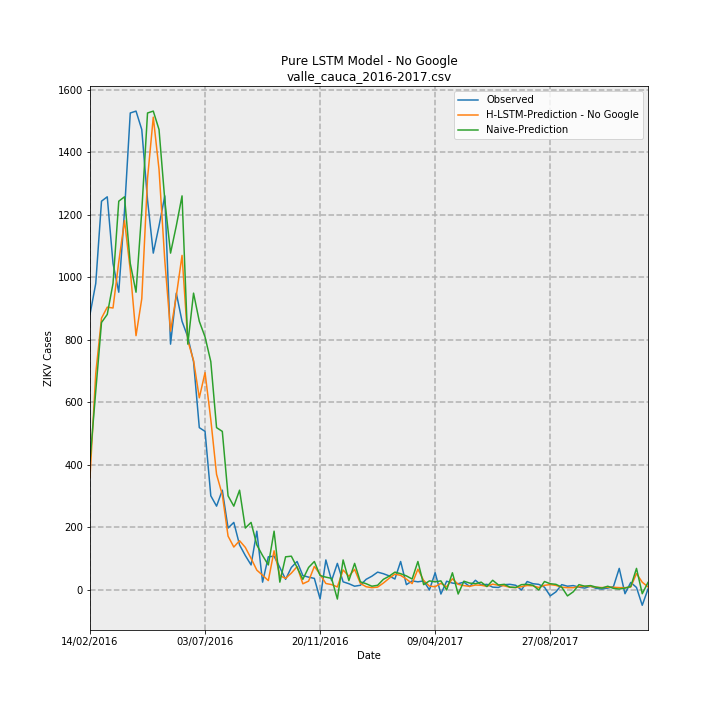 Pure LSTM Model - No Google
valle_cauca_2016-2017.csv
Observed
H-LSTM-Prediction - No Google
Naive-Prediction
1600
1400
1200
1000
800
600
400
200
0
ZIKV Cases
14/02/2016 03/07/2016 20/11/2016 09/04/2017 27/08/2017
Date